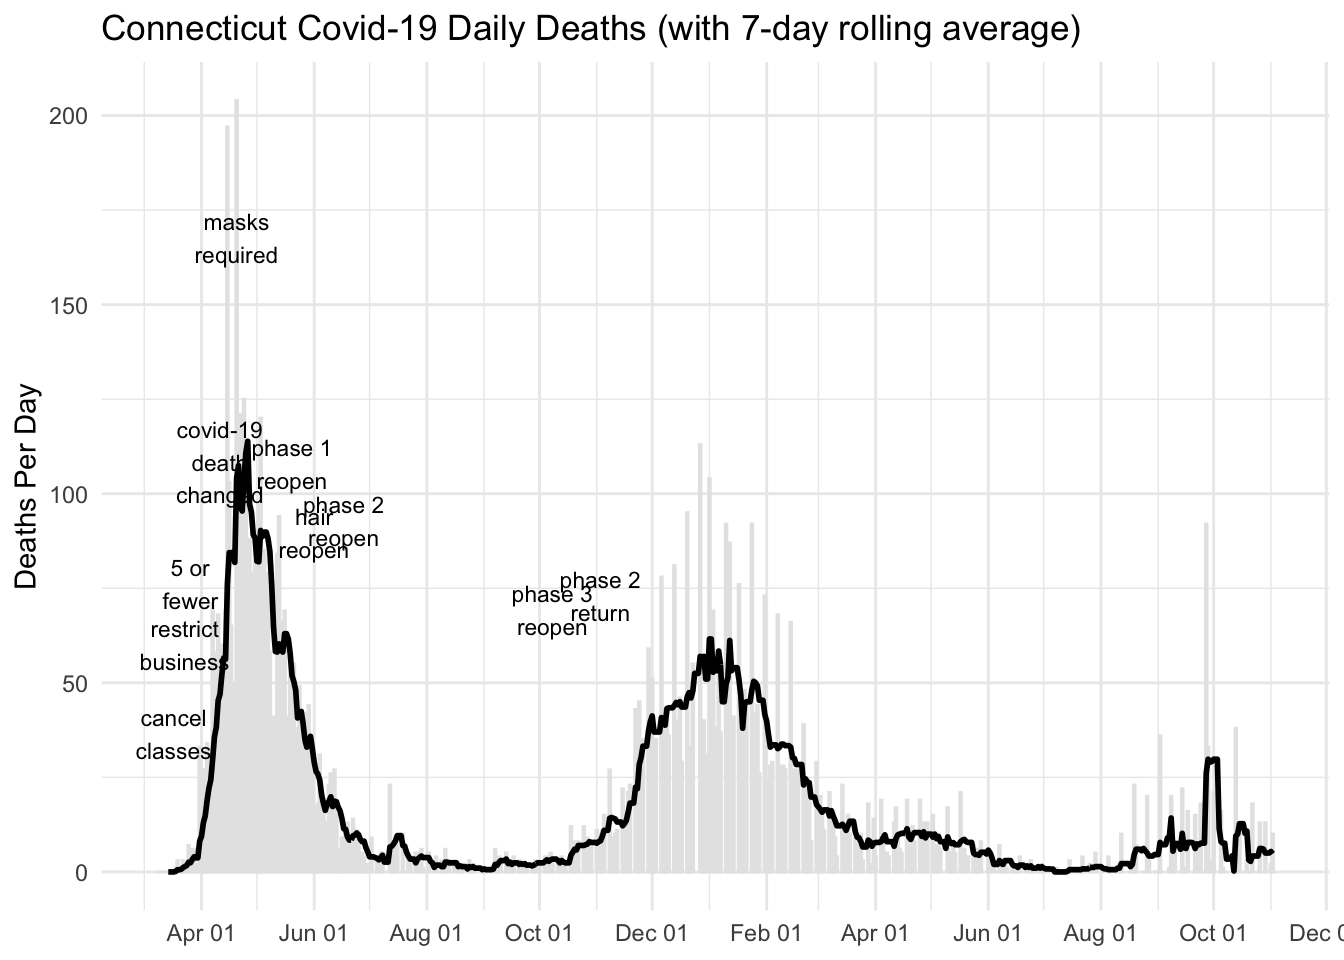 Connecticut Covid-19 Daily Deaths (with 7-day rolling average)
Deaths Per Day
200
150
100
50
0
masks
required
covid-19
death
changed
phase 1
reopen
phase 2
reopen
hair
reopen
5 or
fewer
restrict
business
cancel
classes
phase 3
reopen
phase 2
return
Apr 01
Jun 01
Aug 01
Oct 01
Dec 01
Feb 01
Apr 01
Jun 01
Aug 01
Oct 01
Dec 0